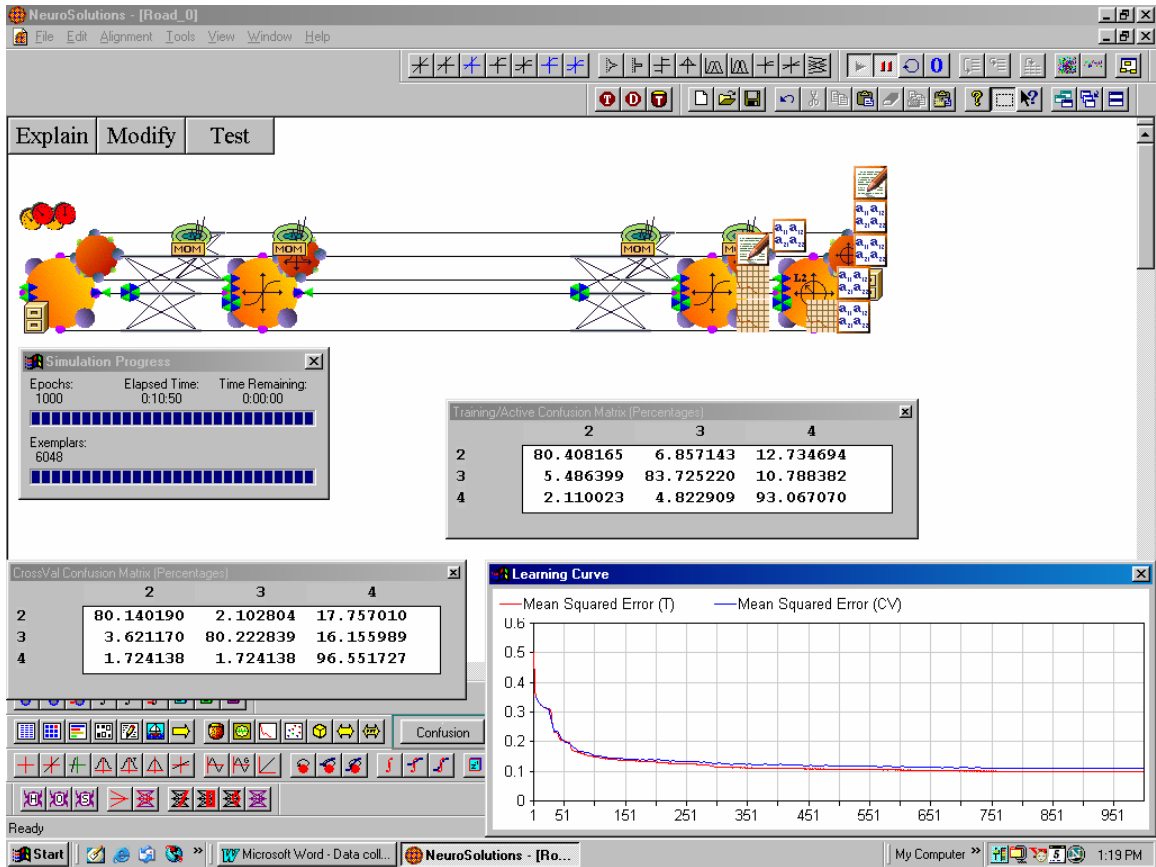 NeuroSolutions - [Road_0]
File Edit Alignment Tools View Window Help
Explain Modify Test
MOM MOM MOM MOM
L2
Simulation Progress
Epochs: Elapsed Time: Time Remaining:
1000 0:10:50 0:00:00
Exemplars:
6048
Training/Active Confusion Matrix (Percentages)
2 3 4
2 80.408165 6.857143 12.734694
3 5.486399 83.725220 10.788382
4 2.110023 4.822909 93.067070
CrossVal Confusion Matrix (Percentages)
2 3 4
2 80.140190 2.102804 17.757010
3 3.621170 80.222839 16.155989
4 1.724138 1.724138 96.551727
Learning Curve
Mean Squared Error (T) Mean Squared Error (CV)
0.6
0.5
0.4
0.3
0.2
0.1
0
1 51 151 251 351 451 551 651 751 851 951
Confusion
Ready
Start Microsoft Word - Data coll... NeuroSolutions - [Ro... My Computer 1:19 PM